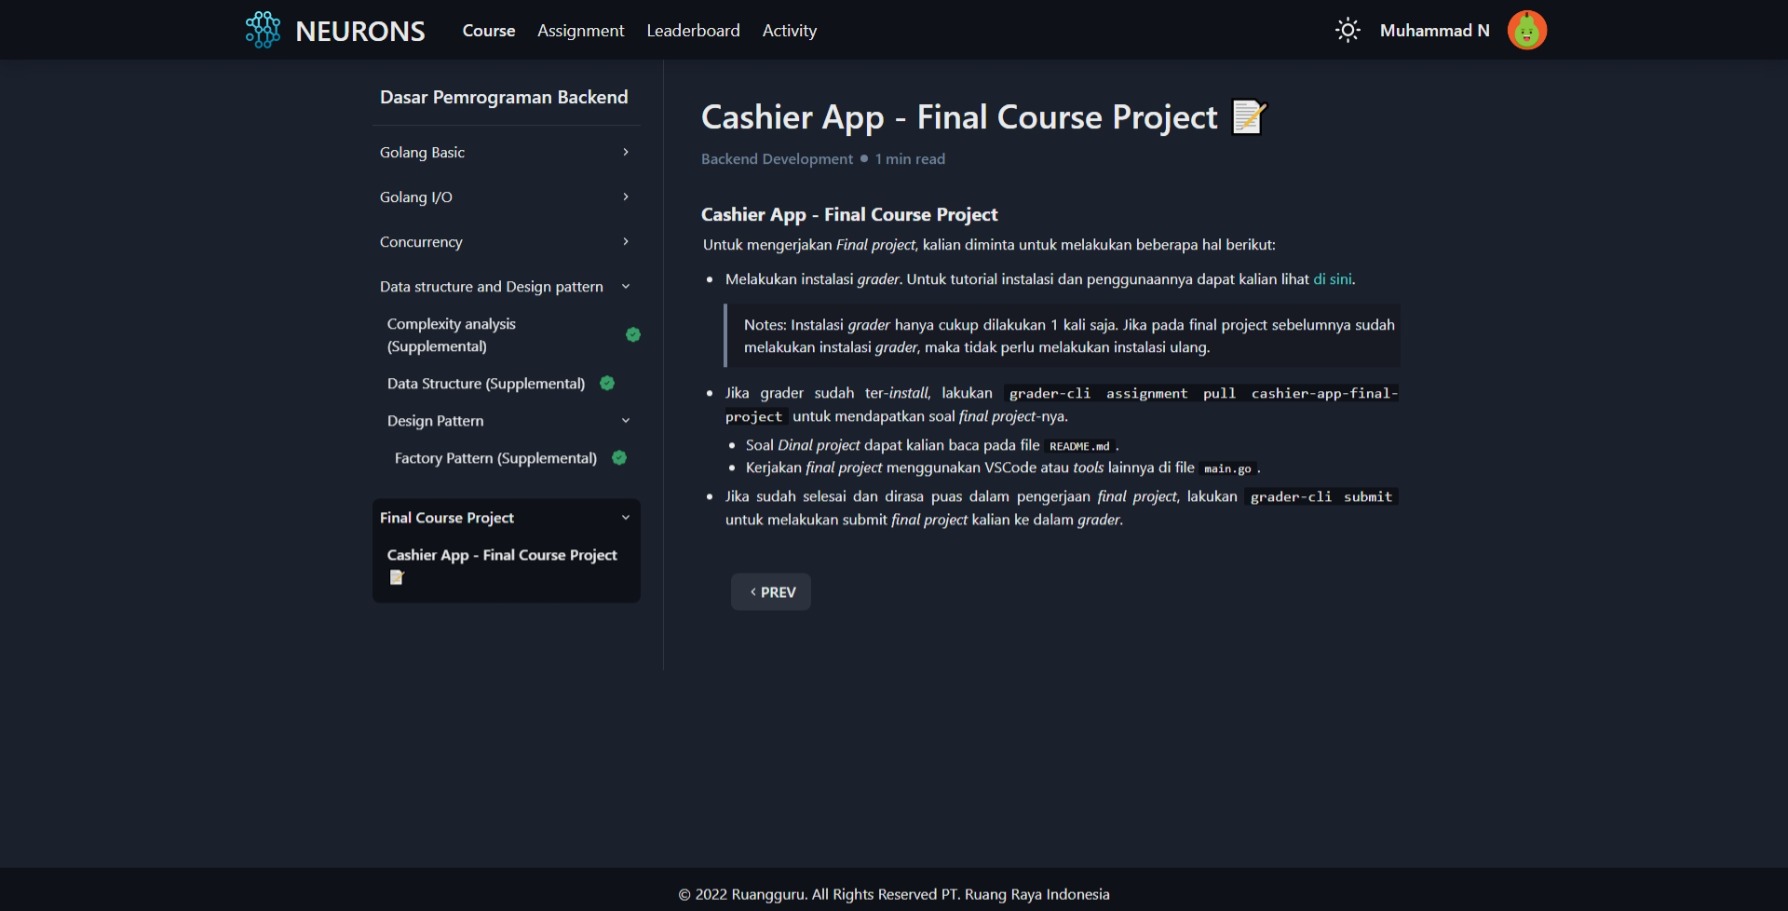 NEURONS
Course
Assignment
Leaderboard
Activity
Muhammad N
Dasar Pemrograman Backend
Golang Basic
Golang I/O
Concurrency
Data structure and Design pattern
Complexity analysis
(Supplemental)
Data Structure (Supplemental)
Design Pattern
Factory Pattern (Supplemental)
Final Course Project
Cashier App - Final Course Project
Cashier App - Final Course Project
Backend Development ● 1 min read
Cashier App - Final Course Project
Untuk mengerjakan Final project, kalian diminta untuk melakukan beberapa hal berikut:
• Melakukan instalasi grader. Untuk tutorial instalasi dan penggunaannya dapat kalian lihat di sini.
Notes: Instalasi grader hanya cukup dilakukan 1 kali saja. Jika pada final project sebelumnya sudah
melakukan instalasi grader, maka tidak perlu melakukan instalasi ulang.
• Jika grader sudah ter-install, lakukan grader-cli assignment pull cashier-app-final-
project untuk mendapatkan soal final project-nya.
• Soal Dinal project dapat kalian baca pada file README.md .
• Kerjakan final project menggunakan VSCode atau tools lainnya di file main.go .
• Jika sudah selesai dan dirasa puas dalam pengerjaan final project, lakukan grader-cli submit
untuk melakukan submit final project kalian ke dalam grader.
‹ PREV
© 2022 Ruangguru. All Rights Reserved PT. Ruang Raya Indonesia